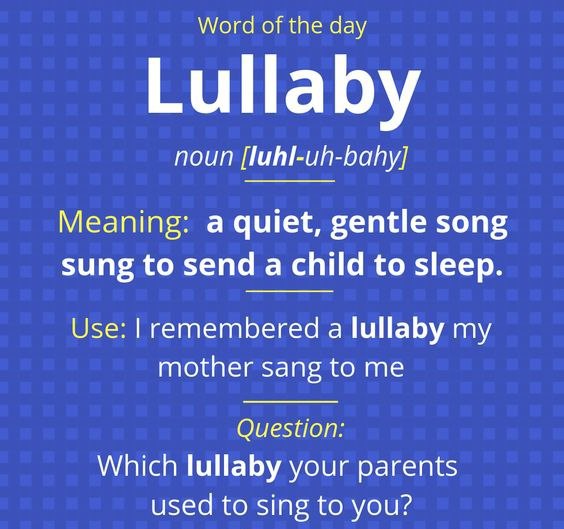 Word of the day
Lullaby
noun [luhl-uh-bahy]
Meaning: a quiet, gentle song
sung to send a child to sleep.
Use: I remembered a lullaby my
mother sang to me
Question:
Which lullaby your parents
used to sing to you?